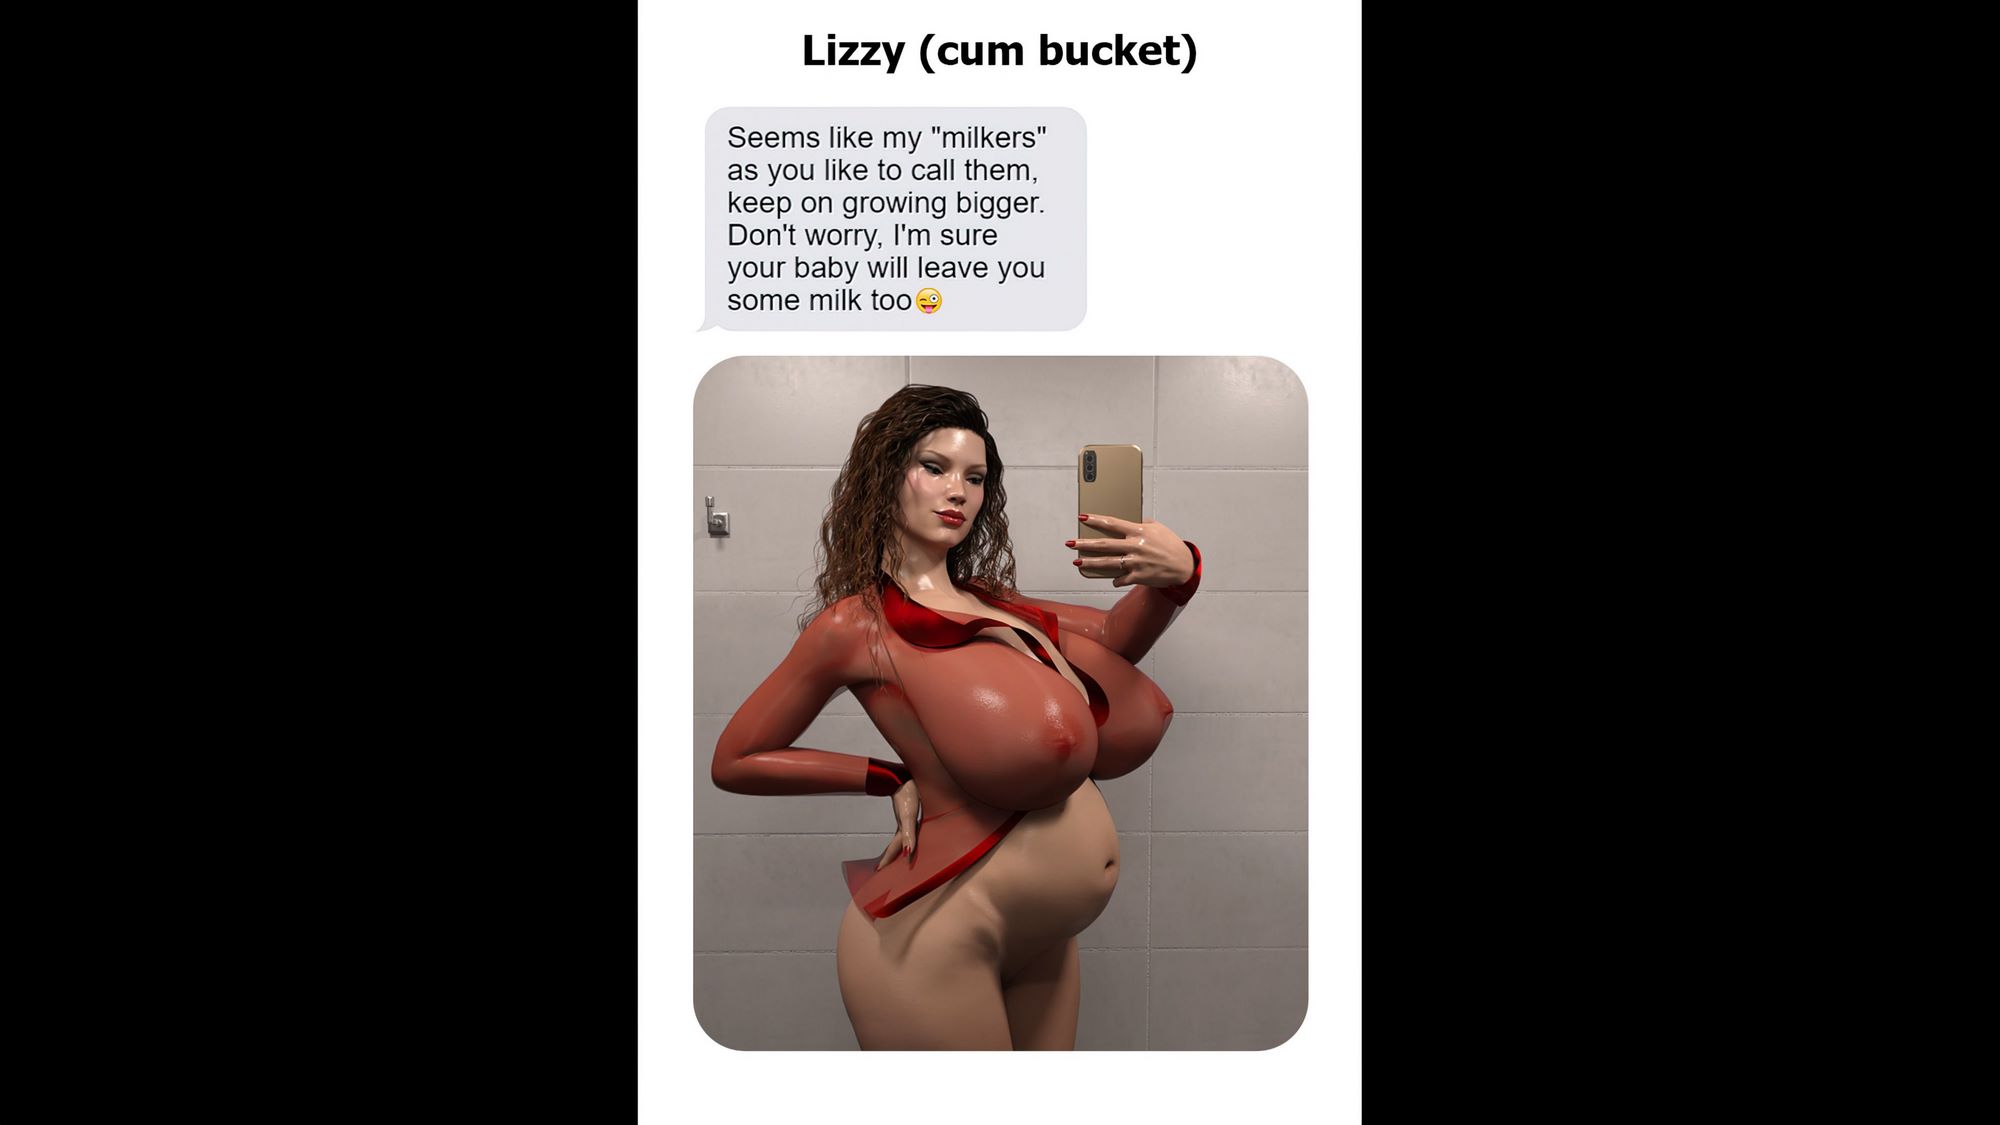 Lizzy (cum bucket)
Seems like my "milkers"
as you like to call them,
keep on growing bigger.
Don't worry, I'm sure
your baby will leave you
some milk too😜